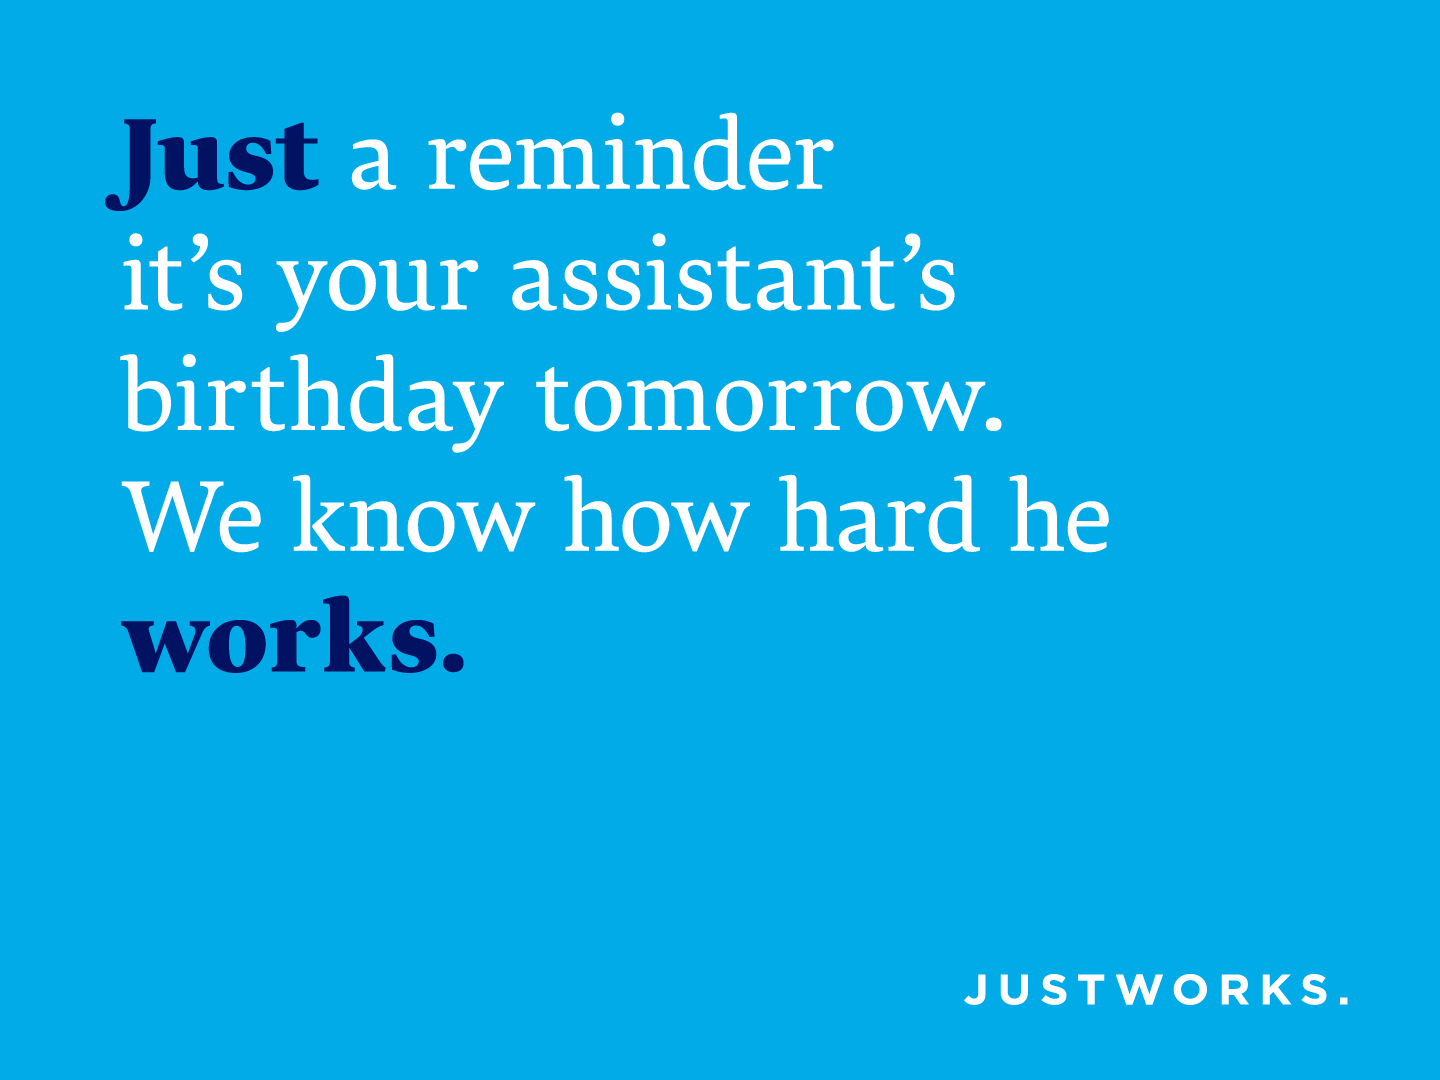 Just a reminder
it’s your assistant’s
birthday tomorrow.
We know how hard he
works.
JUSTWORKS.